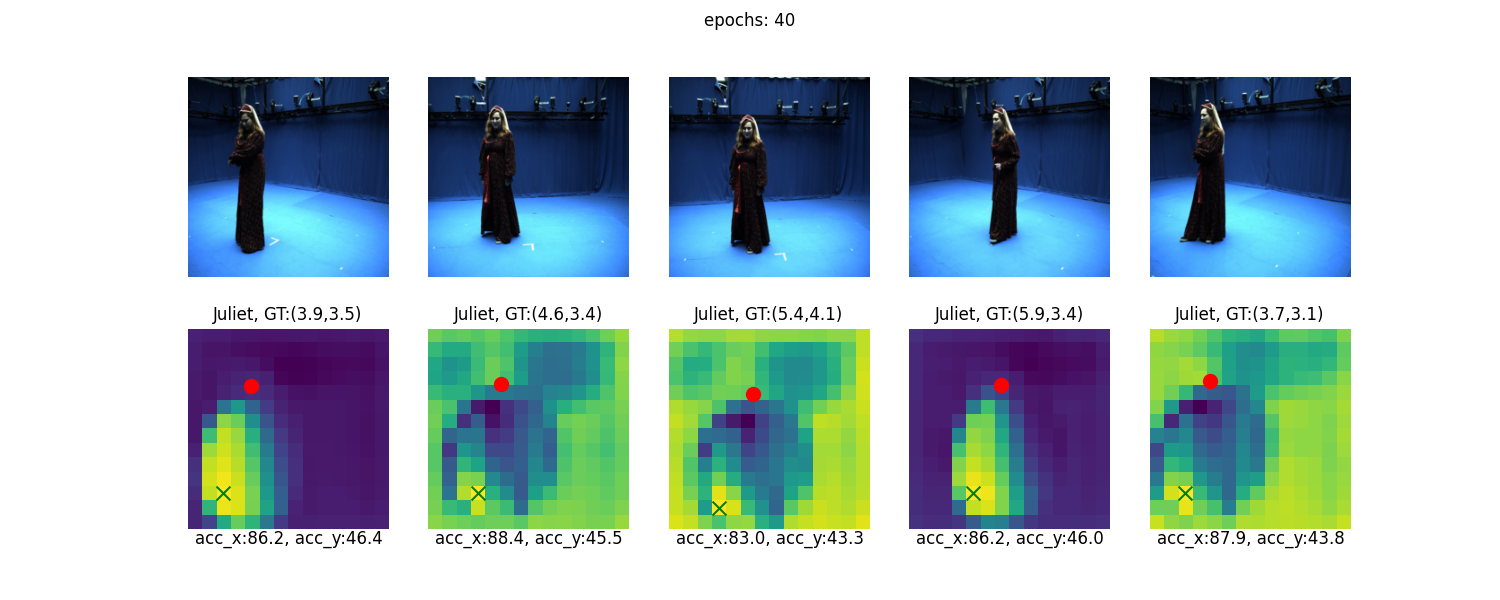 epochs: 40
Juliet, GT:(3.9,3.5)
Juliet, GT:(4.6,3.4)
Juliet, GT:(5.4,4.1)
Juliet, GT:(5.9,3.4)
Juliet, GT:(3.7,3.1)
acc_x:86.2, acc_y:46.4
acc_x:88.4, acc_y:45.5
acc_x:83.0, acc_y:43.3
acc_x:86.2, acc_y:46.0
acc_x:87.9, acc_y:43.8